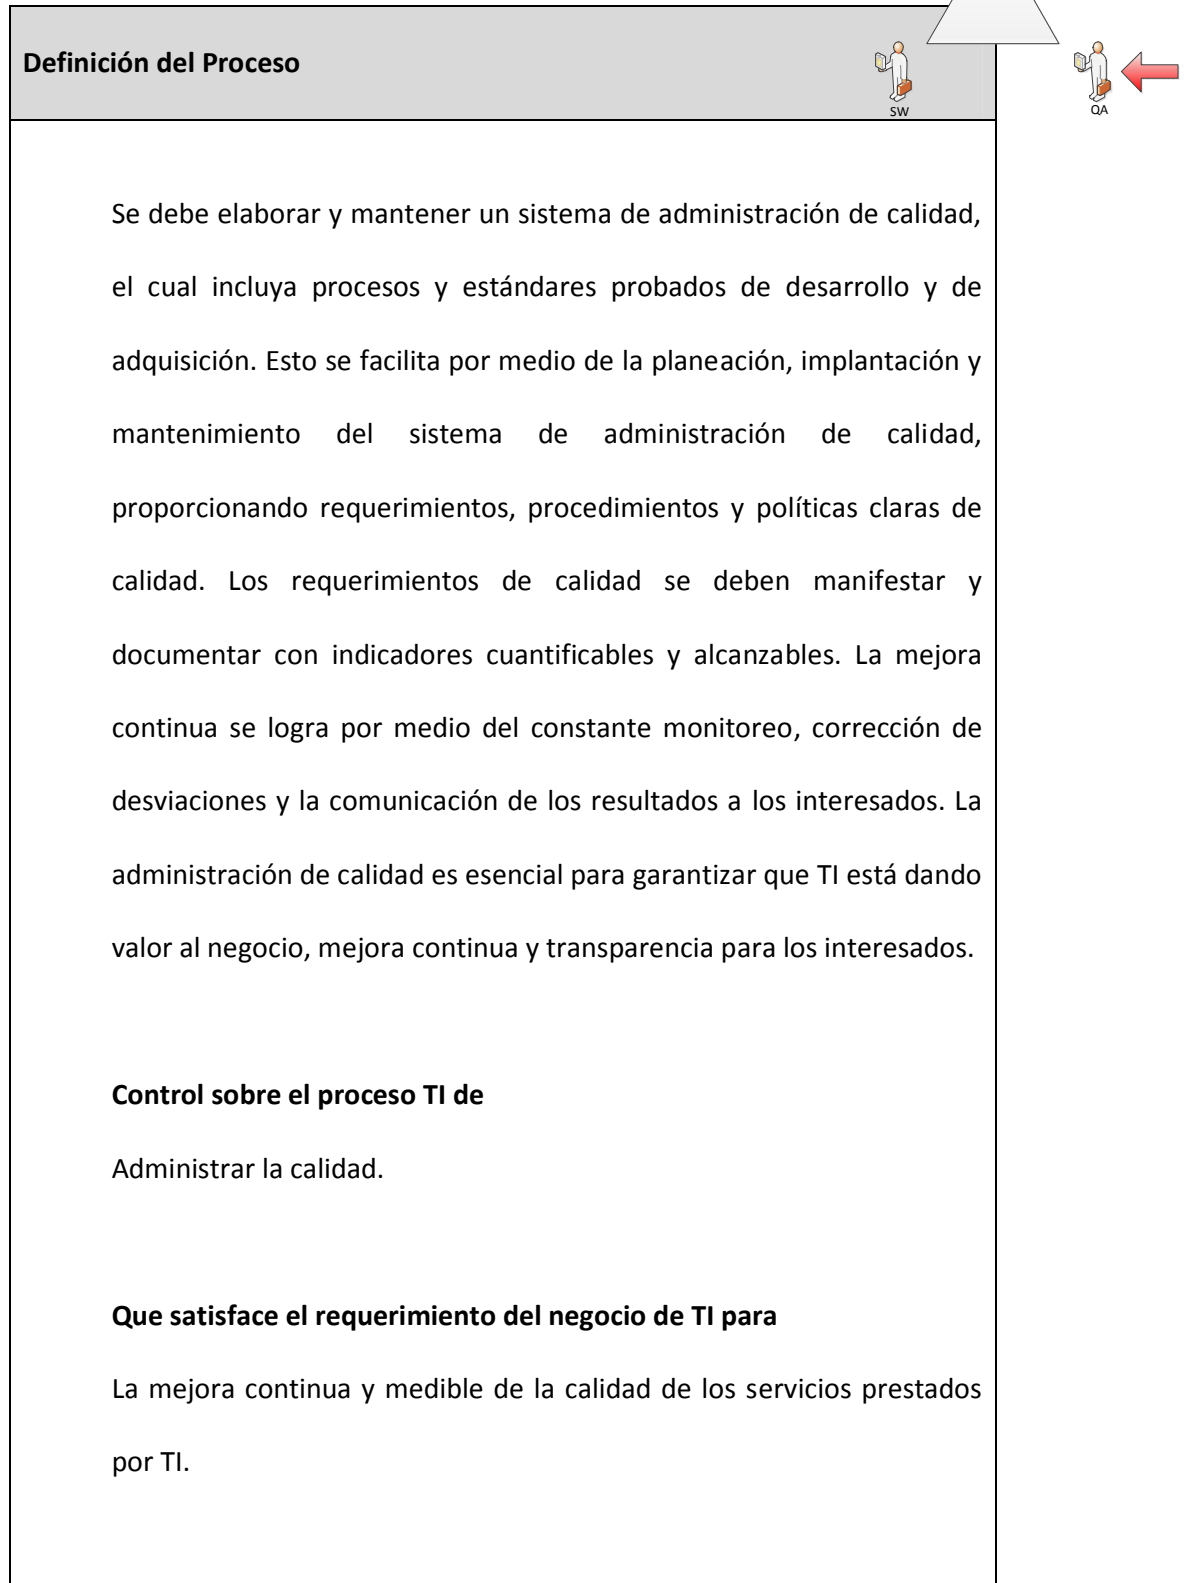 Definición del Proceso
SW
QA
Se debe elaborar y mantener un sistema de administración de calidad,
el cual incluya procesos y estándares probados de desarrollo y de
adquisición. Esto se facilita por medio de la planeación, implantación y
mantenimiento del sistema de administración de calidad,
proporcionando requerimientos, procedimientos y políticas claras de
calidad. Los requerimientos de calidad se deben manifestar y
documentar con indicadores cuantificables y alcanzables. La mejora
continua se logra por medio del constante monitoreo, corrección de
desviaciones y la comunicación de los resultados a los interesados. La
administración de calidad es esencial para garantizar que TI está dando
valor al negocio, mejora continua y transparencia para los interesados.
Control sobre el proceso TI de
Administrar la calidad.
Que satisface el requerimiento del negocio de TI para
La mejora continua y medible de la calidad de los servicios prestados
por TI.